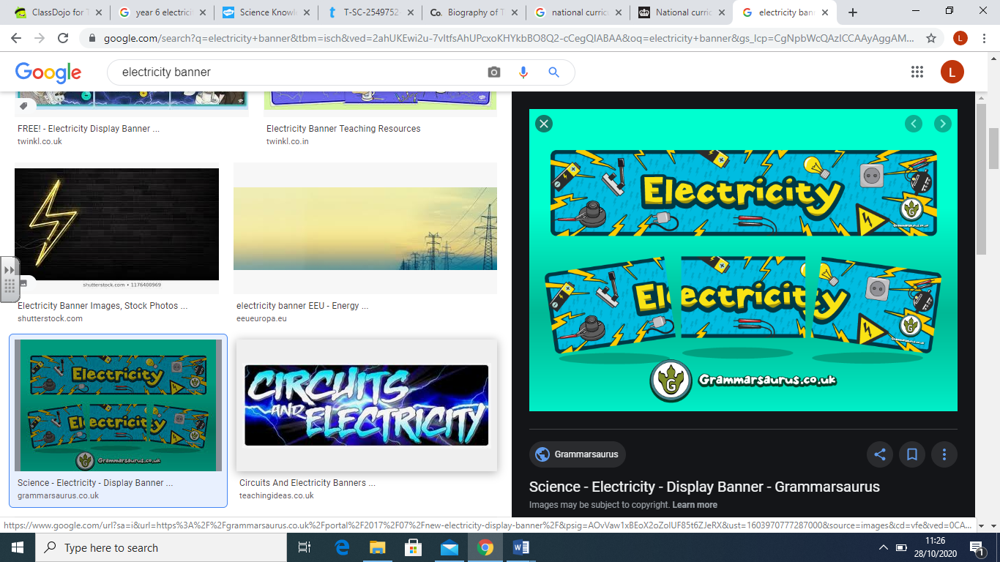 ClassDojo for T
year 6 electrici
Science Knowl
T-SC-2549752
Co. Biography of T
national curricu
National curric
electricity ban
google.com/search?q=electricity+banner&tbm=isch&ved=2ahUKEwi2u-7vltfsAhUPcxoKHYkbBO8Q2-cCegQIABAA&oq=electricity+banner&gs_lcp=CgNpbWcQAzICCAAyAggAM...
L
Google
electricity banner
L
FREE! - Electricity Display Banner ...
twinkl.co.uk
Electricity Banner Teaching Resources
twinkl.co.in
shutterstock.com • 1176400969
Electricity Banner Images, Stock Photos ...
shutterstock.com
electricity banner EEU - Energy ...
eeueuropa.eu
Electricity
Electricity
G
Grammarsaurus.co.uk
Science - Electricity - Display Banner ...
grammarsaurus.co.uk
CIRCUITS
AND ELECTRICITY
Circuits And Electricity Banners ...
teachingideas.co.uk
Electricity
G
Electricity
G
G
Grammarsaurus.co.uk
Grammarsaurus
Science - Electricity - Display Banner - Grammarsaurus
Images may be subject to copyright. Learn more
https://www.google.com/url?sa=i&url=https%3A%2F%2Fgrammarsaurus.co.uk%2Fportal%2F2017%2F07%2Fnew-electricity-display-banner%2F&psig=AOvVaw1xBEoX2oZolUF85t6ZJeRX&ust=1603970777287000&source=images&cd=vfe&ved=0CA...
Type here to search
11:26
28/10/2020
1